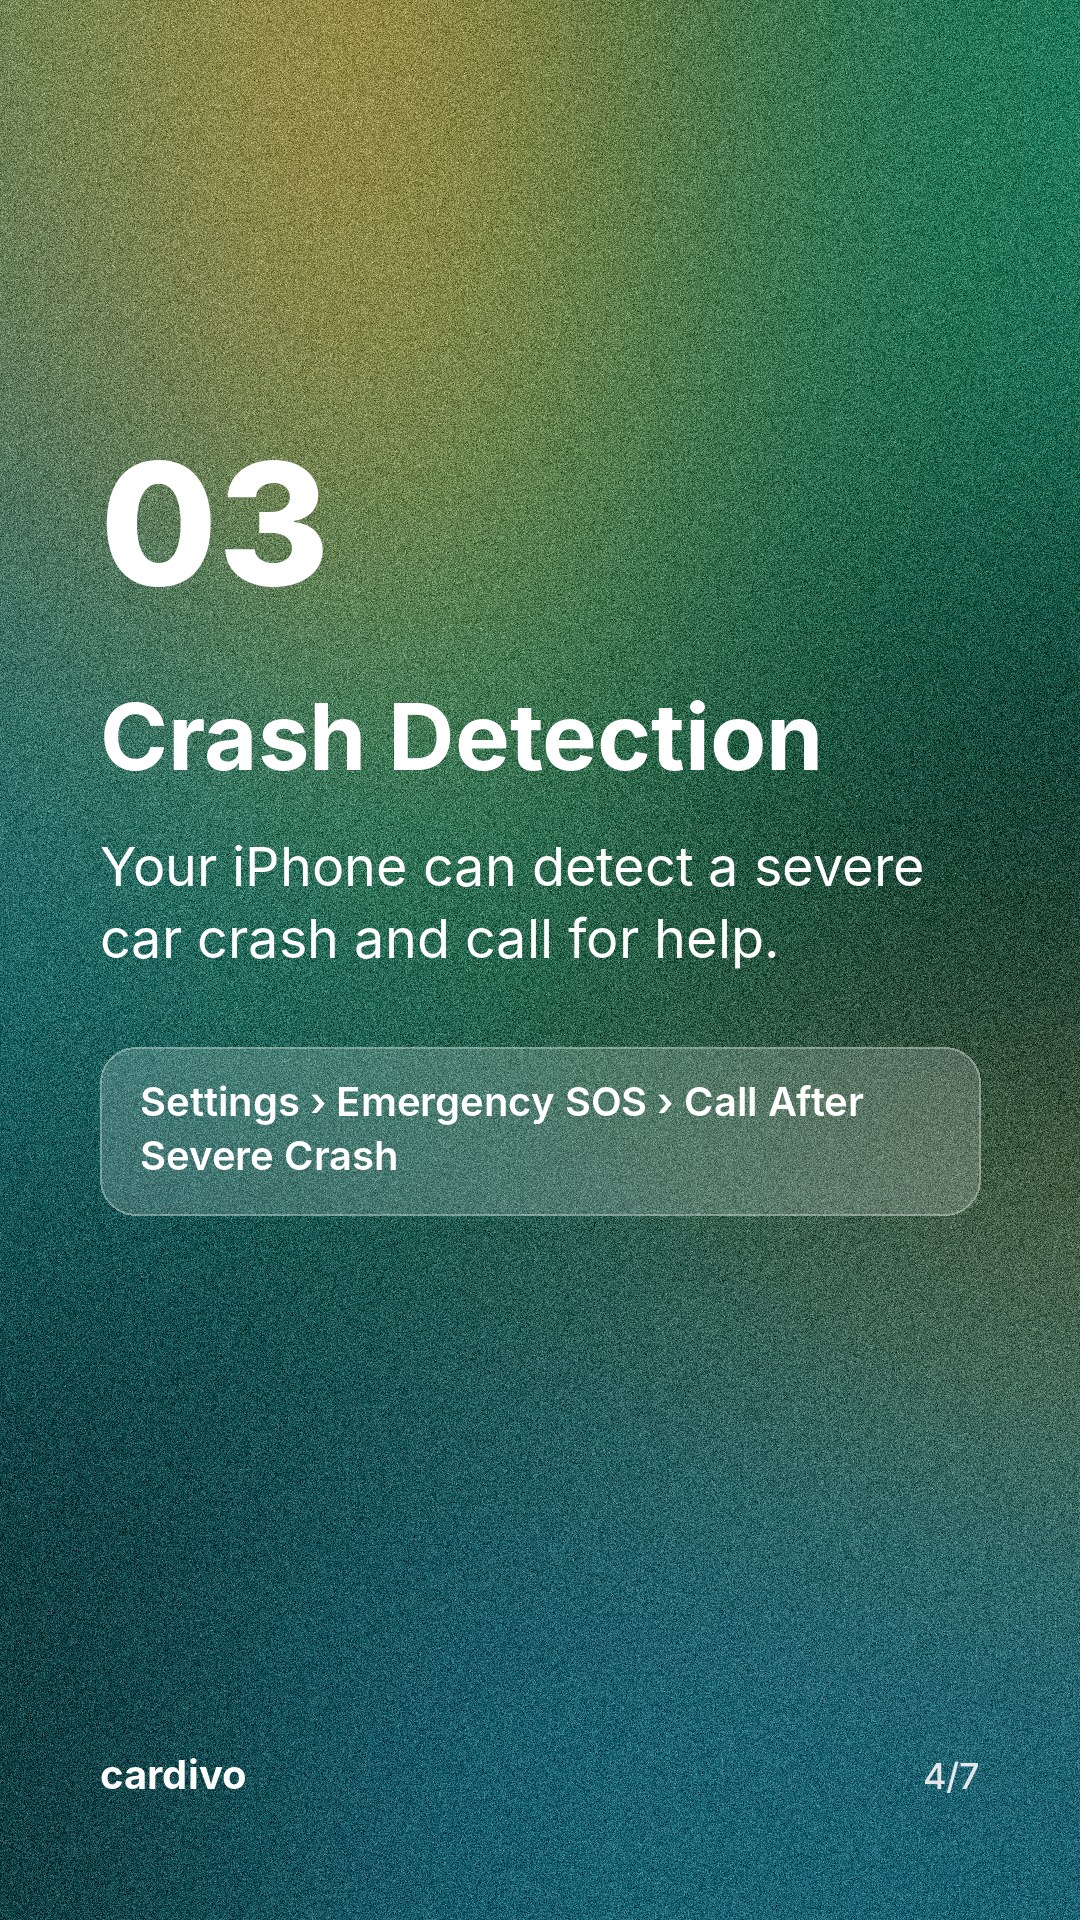 03
Crash Detection
Your iPhone can detect a severe
car crash and call for help.
Settings › Emergency SOS › Call After
Severe Crash
cardivo
4/7